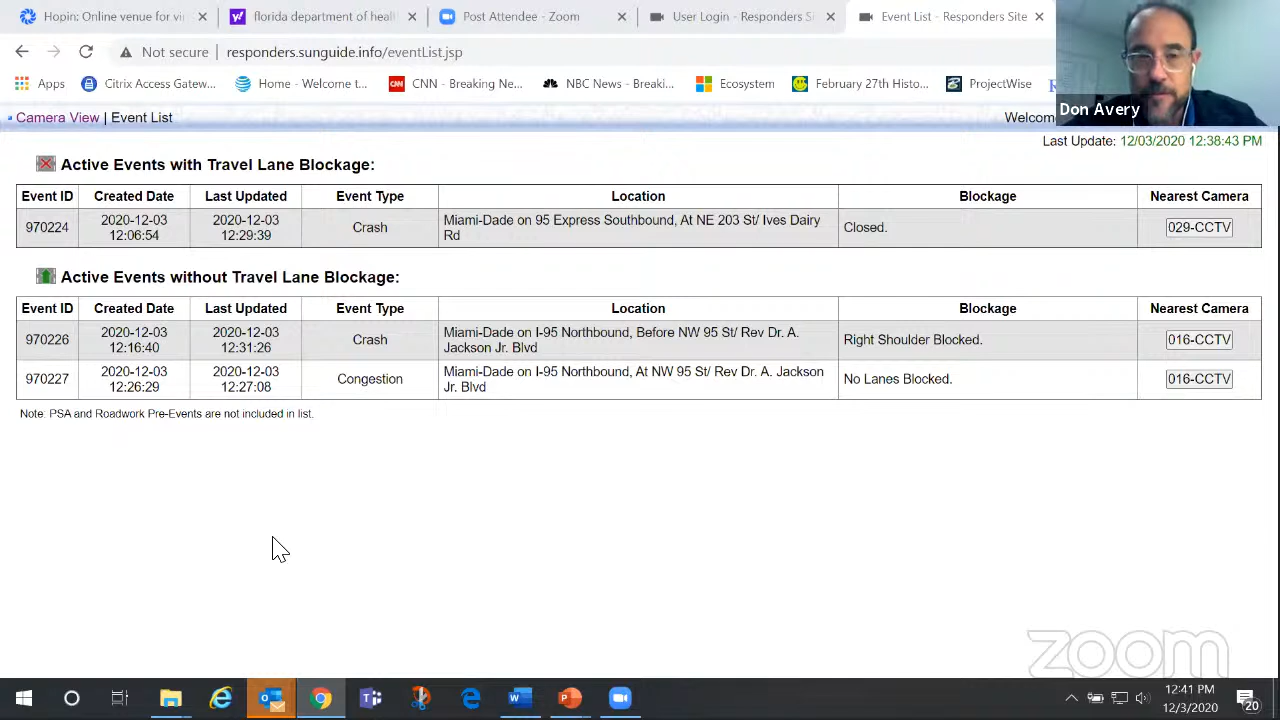 Hopin: Online venue for vir
florida department of heal
Post Attendee - Zoom
User Login - Responders S
Event List - Responders Site
Not secure
responders.sunguide.info/eventList.jsp
Apps
Citrix Access Gatew...
Home - Welcome t...
CNN - Breaking Ne...
NBC News - Breaki...
Ecosystem
February 27th Histo...
ProjectWise
Don Avery
Camera View | Event List
Welcom
Last Update: 12/03/2020 12:38:43 PM
Active Events with Travel Lane Blockage:
Event ID Created Date Last Updated Event Type Location Blockage Nearest Camera
970224 2020-12-03 12:06:54 2020-12-03 12:29:39 Crash Miami-Dade on 95 Express Southbound, At NE 203 St/ Ives Dairy Rd Closed. 029-CCTV
Active Events without Travel Lane Blockage:
Event ID Created Date Last Updated Event Type Location Blockage Nearest Camera
970226 2020-12-03 12:16:40 2020-12-03 12:31:26 Crash Miami-Dade on I-95 Northbound, Before NW 95 St/ Rev Dr. A. Jackson Jr. Blvd Right Shoulder Blocked. 016-CCTV
970227 2020-12-03 12:26:29 2020-12-03 12:27:08 Congestion Miami-Dade on I-95 Northbound, At NW 95 St/ Rev Dr. A. Jackson Jr. Blvd No Lanes Blocked. 016-CCTV
Note: PSA and Roadwork Pre-Events are not included in list.
zoom
12:41 PM
12/3/2020
20